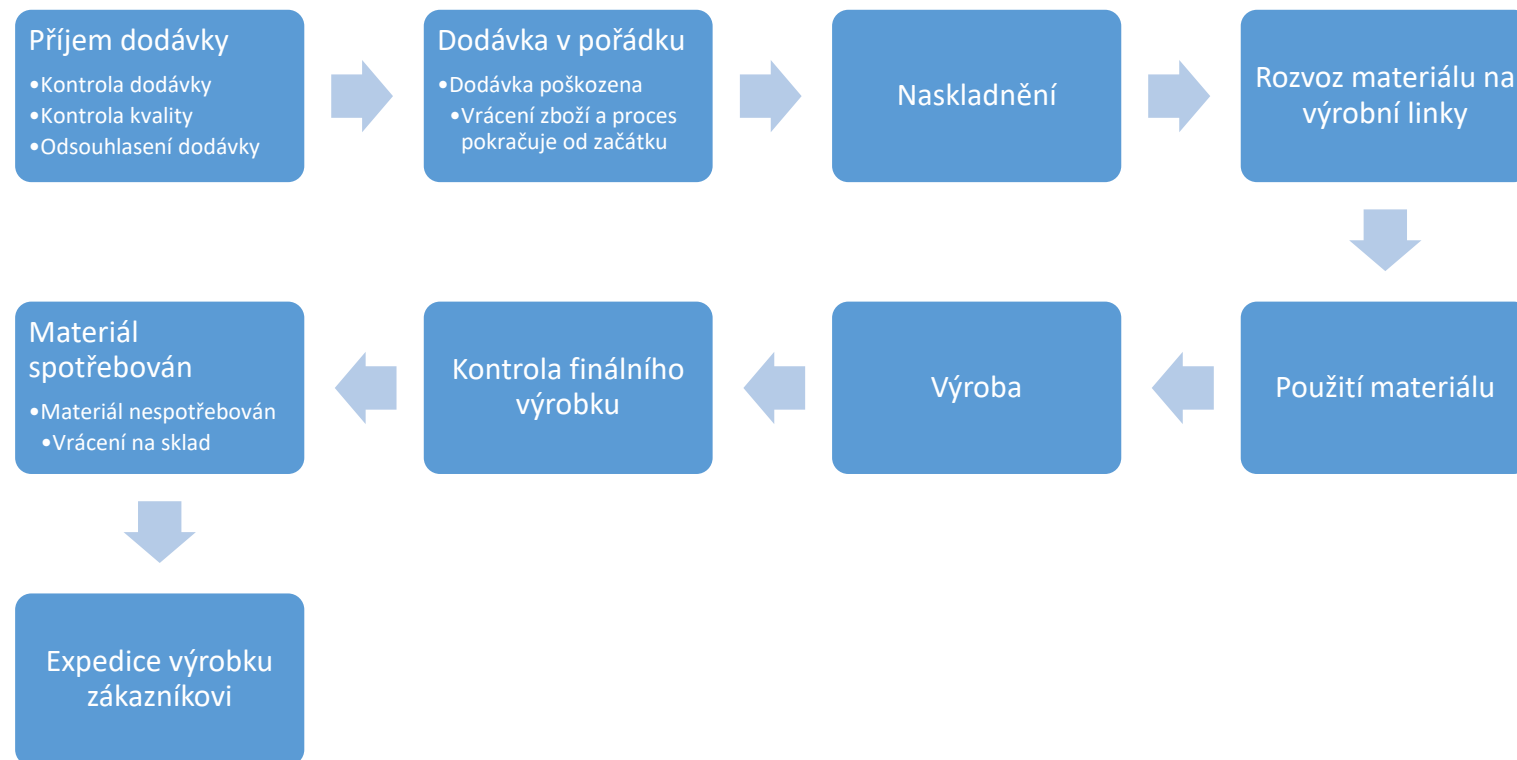 Příjem dodávky
•Kontrola dodávky
•Kontrola kvality
•Odsouhlasení dodávky
Dodávka v pořádku
•Dodávka poškozena
•Vrácení zboží a proces
pokračuje od začátku
Naskladnění
Rozvoz materiálu na
výrobní linky
Použití materiálu
Výroba
Kontrola finálního
výrobku
Materiál
spotřebován
•Materiál nespotřebován
•Vrácení na sklad
Expedice výrobku
zákazníkovi